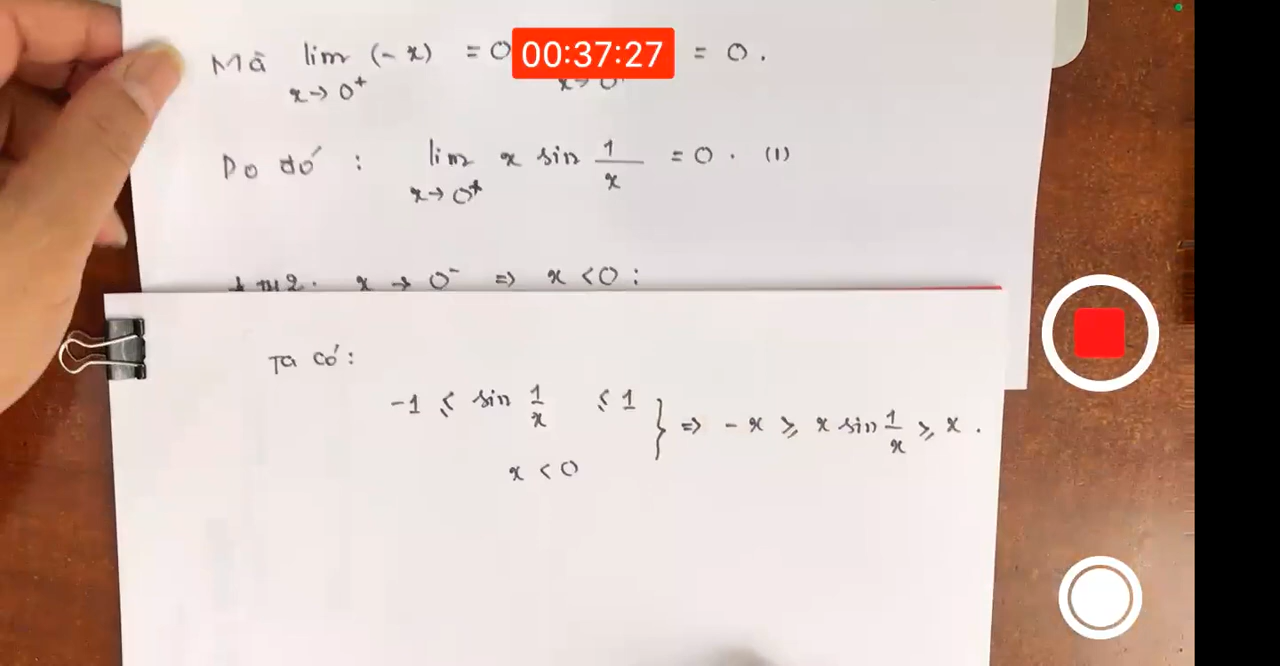 Mà lim (- x) = 0 = 0 .
x→0⁺
00:37:27
Do đó : lim x sin 1/x = 0 . (1)
x→0⁺
x → 0⁻ => x < 0 :
Ta có :
-1 ≤ sin 1/x ≤ 1 } => - x ≥ x sin 1/x ≥ x .
x < 0